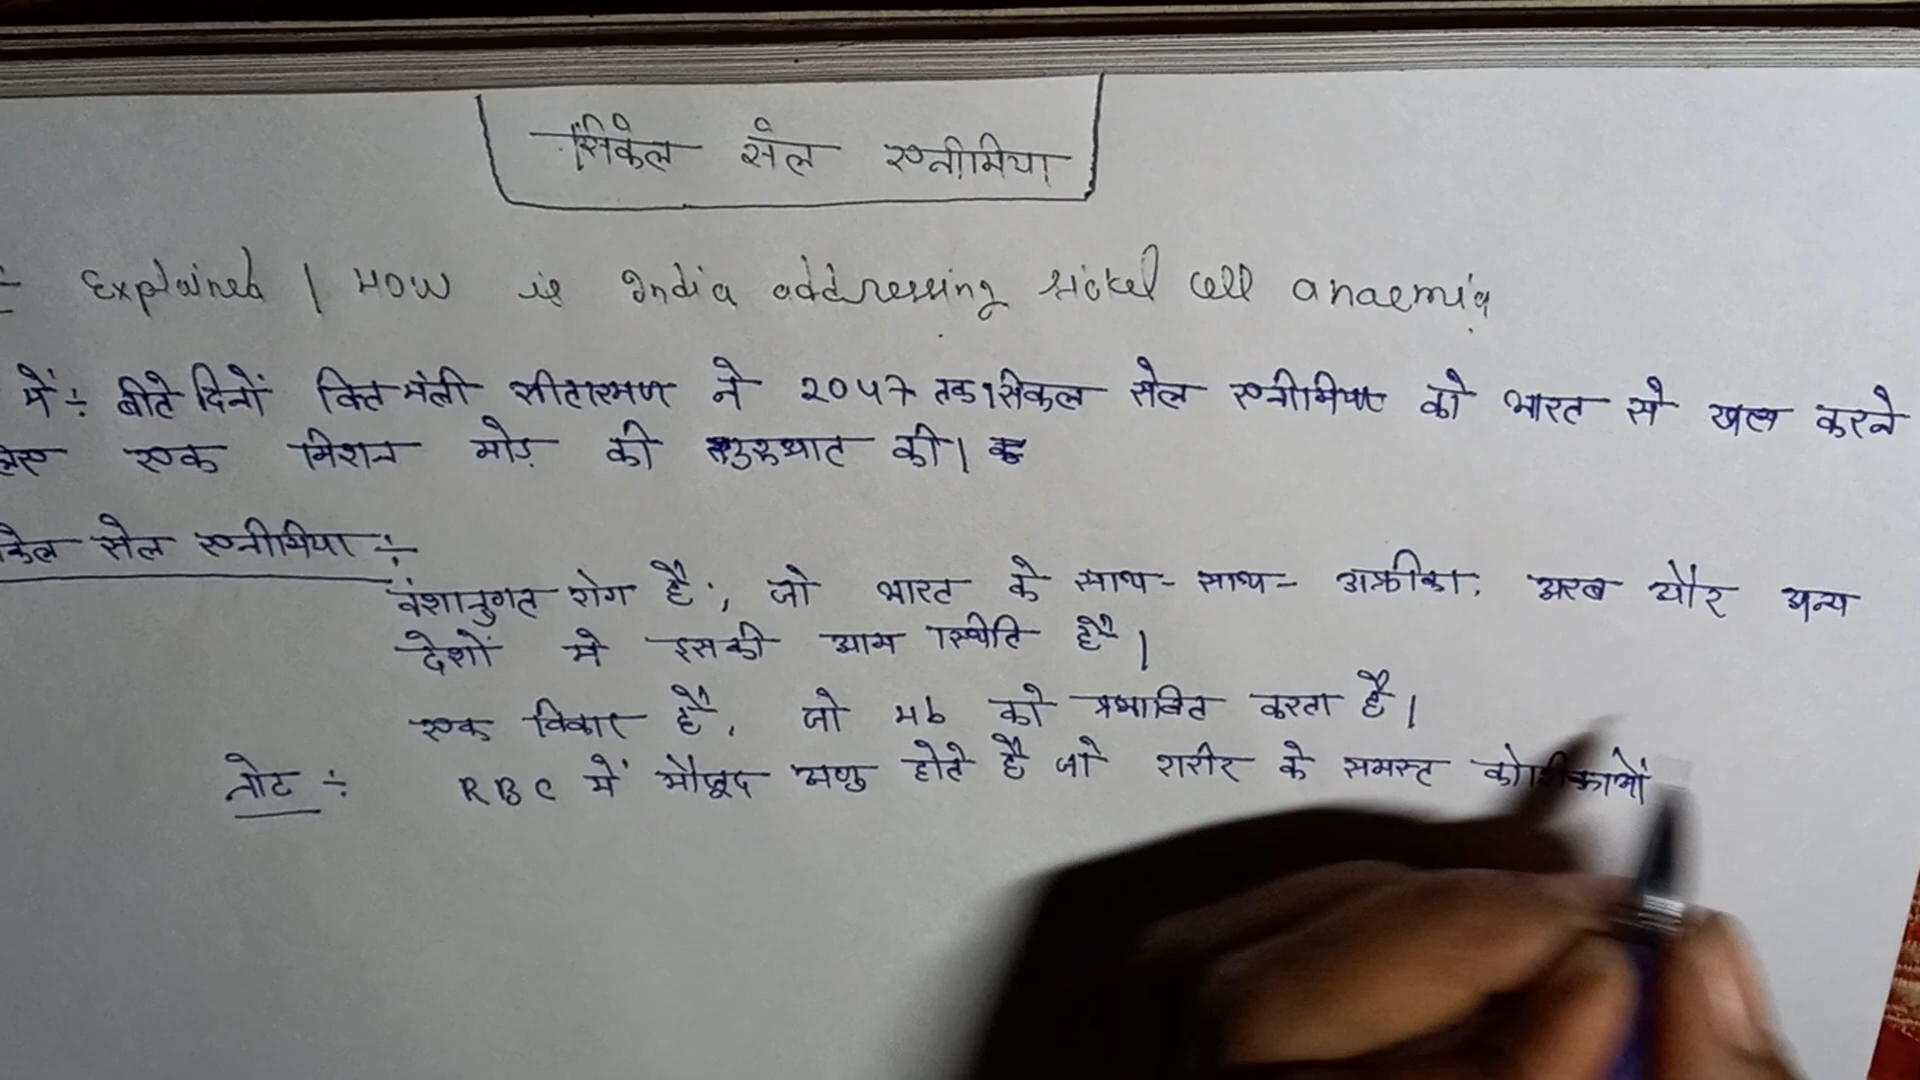 सिकेल सेल एनीमिया
Explained | How is India addressing sickel cell anaemia
में ÷ बीते दिनों वित्त मंत्री सीतारमण ने 2047 तक सिकल सेल एनीमिया को भारत से खत्म करने
एक मिशन मोड़ की शुरुआत की।
केल सेल एनीमिया ÷
वंशानुगत रोग है, जो भारत के साथ-साथ- अफ्रीका, अरब और अन्य
देशों मे इसकी आम स्थिति है।
एक विकार है, जो Hb को प्रभावित करता है।
नोट ÷ RBC में मौजूद अणु होते है जो शरीर के समस्त कोशिकाओं